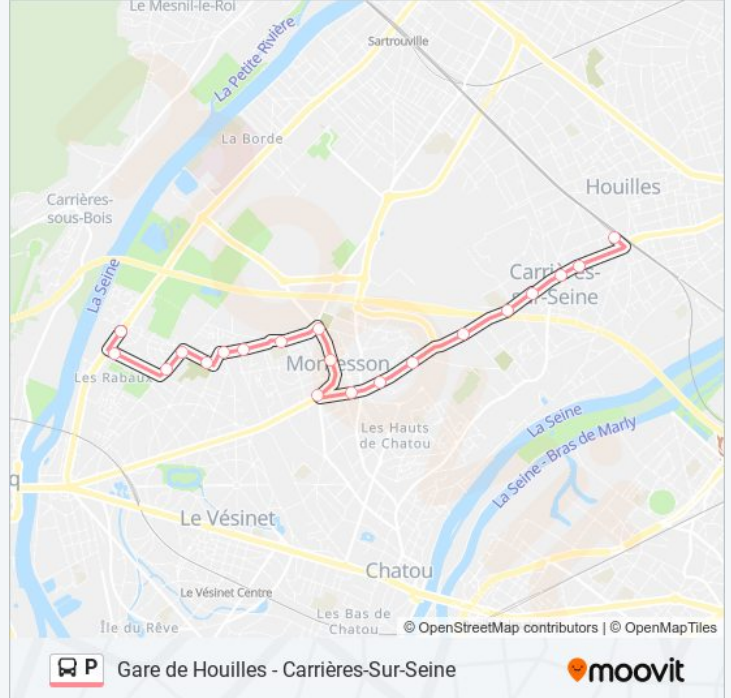 Le Mesnil-le-Roi
La Petite Rivière
Sartrouville
La Borde
Houilles
Carrières-
sous-Bois
La Seine
Carrières-
sur-Seine
Montesson
Les Rabaux
La Seine
Les Hauts
de Chatou
La Seine - Bras de Marly
q
Le Vésinet
Chatou
Le Vésinet Centre
Les Bas de
Chatou
Île du Rêve
© OpenStreetMap contributors | © OpenMapTiles
P
Gare de Houilles - Carrières-Sur-Seine
moovit